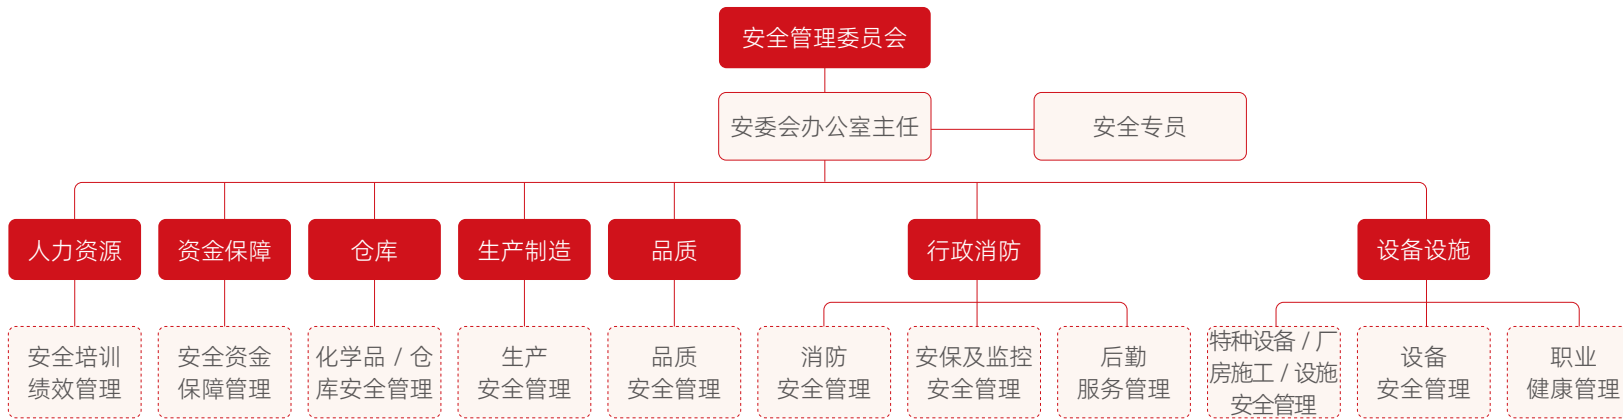 安全管理委员会
安委会办公室主任
安全专员
人力资源
资金保障
仓库
生产制造
品质
行政消防
设备设施
安全培训
绩效管理
安全资金
保障管理
化学品 / 仓
库安全管理
生产
安全管理
品质
安全管理
消防
安全管理
安保及监控
安全管理
后勤
服务管理
特种设备 / 厂
房施工 / 设施
安全管理
设备
安全管理
职业
健康管理